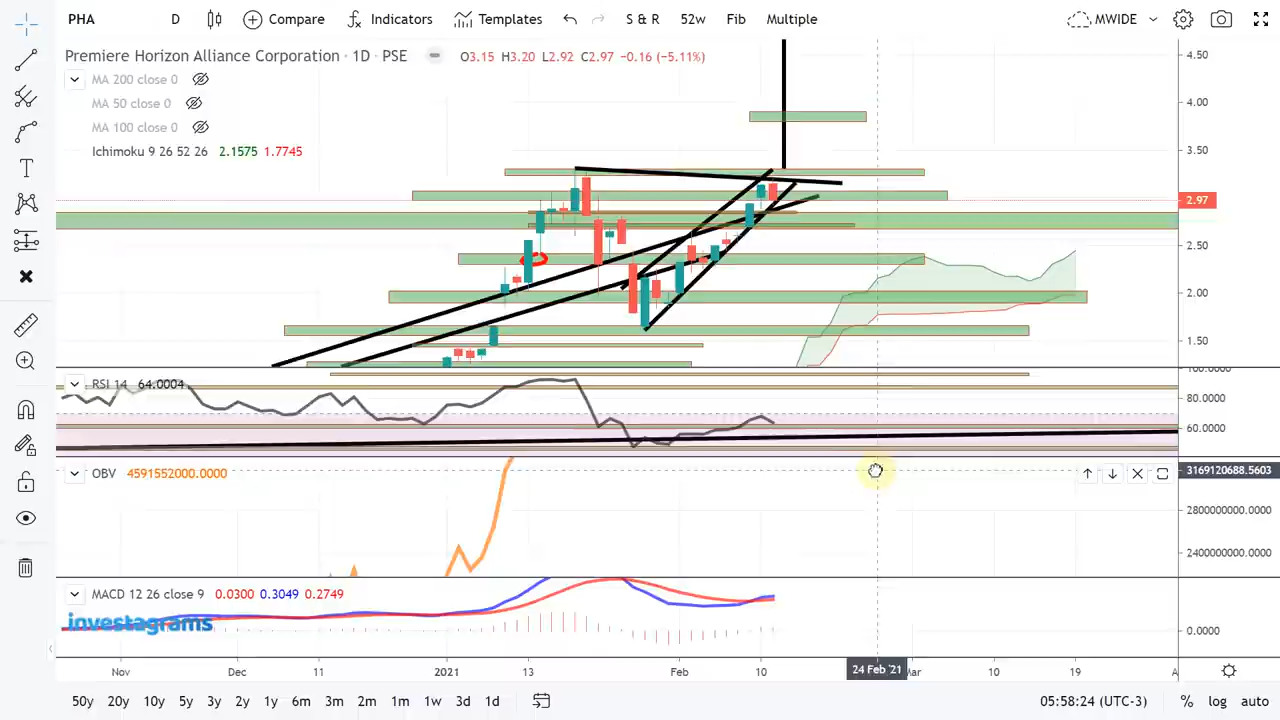 PHA D Compare Indicators Templates S & R 52w Fib Multiple MWIDE
Premiere Horizon Alliance Corporation · 1D · PSE O3.15 H3.20 L2.92 C2.97 −0.16 (−5.11%)
MA 200 close 0
MA 50 close 0
MA 100 close 0
Ichimoku 9 26 52 26 2.1575 1.7745
4.50
4.00
3.50
2.97
2.50
2.00
1.50
RSI 14 64.0004
100.0000
80.0000
60.0000
OBV 4591552000.0000
3169120688.5603
2800000000.0000
2400000000.0000
MACD 12 26 close 9 0.0300 0.3049 0.2749
investagrams
0.0000
Nov Dec 11 2021 13 Feb 10 24 Feb '21 Mar 10 19 A
50y 20y 10y 5y 3y 2y 1y 6m 3m 2m 1m 1w 3d 1d 05:58:24 (UTC-3) % log auto